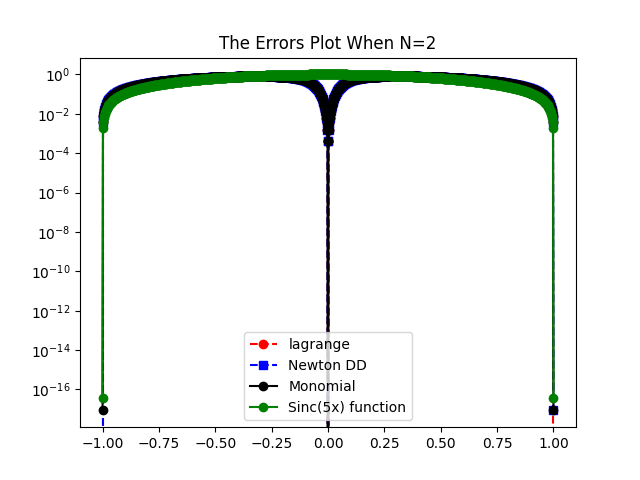 The Errors Plot When N=2
10⁰
10⁻²
10⁻⁴
10⁻⁶
10⁻⁸
10⁻¹⁰
10⁻¹²
10⁻¹⁴
10⁻¹⁶
lagrange
Newton DD
Monomial
Sinc(5x) function
−1.00 −0.75 −0.50 −0.25 0.00 0.25 0.50 0.75 1.00